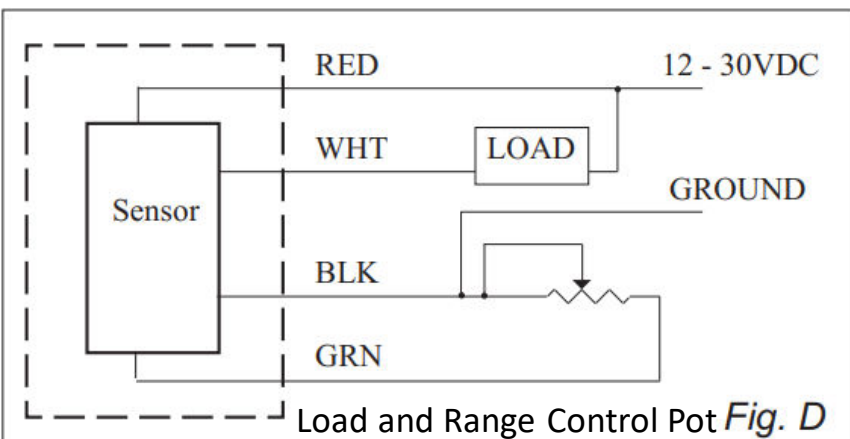 RED
12 - 30VDC
WHT
LOAD
GROUND
Sensor
BLK
GRN
Load and Range Control Pot Fig. D